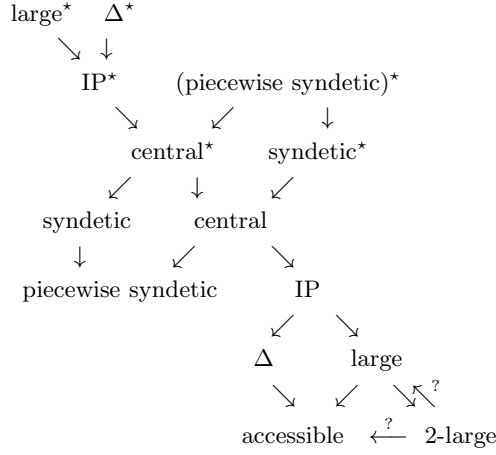 large⋆ Δ⋆
IP⋆ (piecewise syndetic)⋆
central⋆ syndetic⋆
syndetic central
piecewise syndetic IP
Δ large
?
accessible ? 2-large